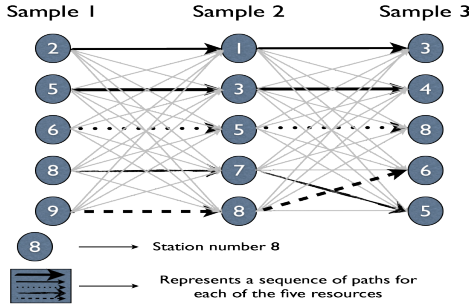 Sample 1 Sample 2 Sample 3
2 1 3
5 3 4
6 5 8
8 7 6
9 8 5
8 Station number 8
Represents a sequence of paths for
each of the five resources